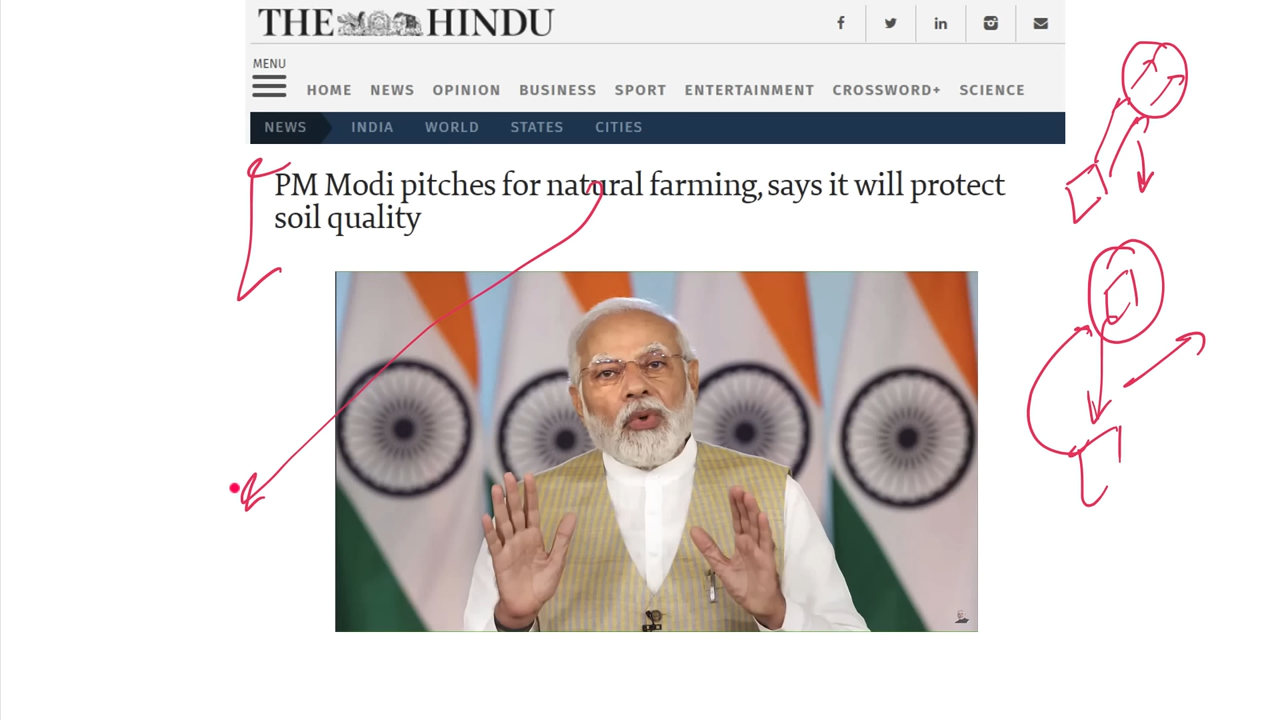 THE HINDU
MENU
HOME NEWS OPINION BUSINESS SPORT ENTERTAINMENT CROSSWORD+ SCIENCE
NEWS INDIA WORLD STATES CITIES
PM Modi pitches for natural farming, says it will protect
soil quality